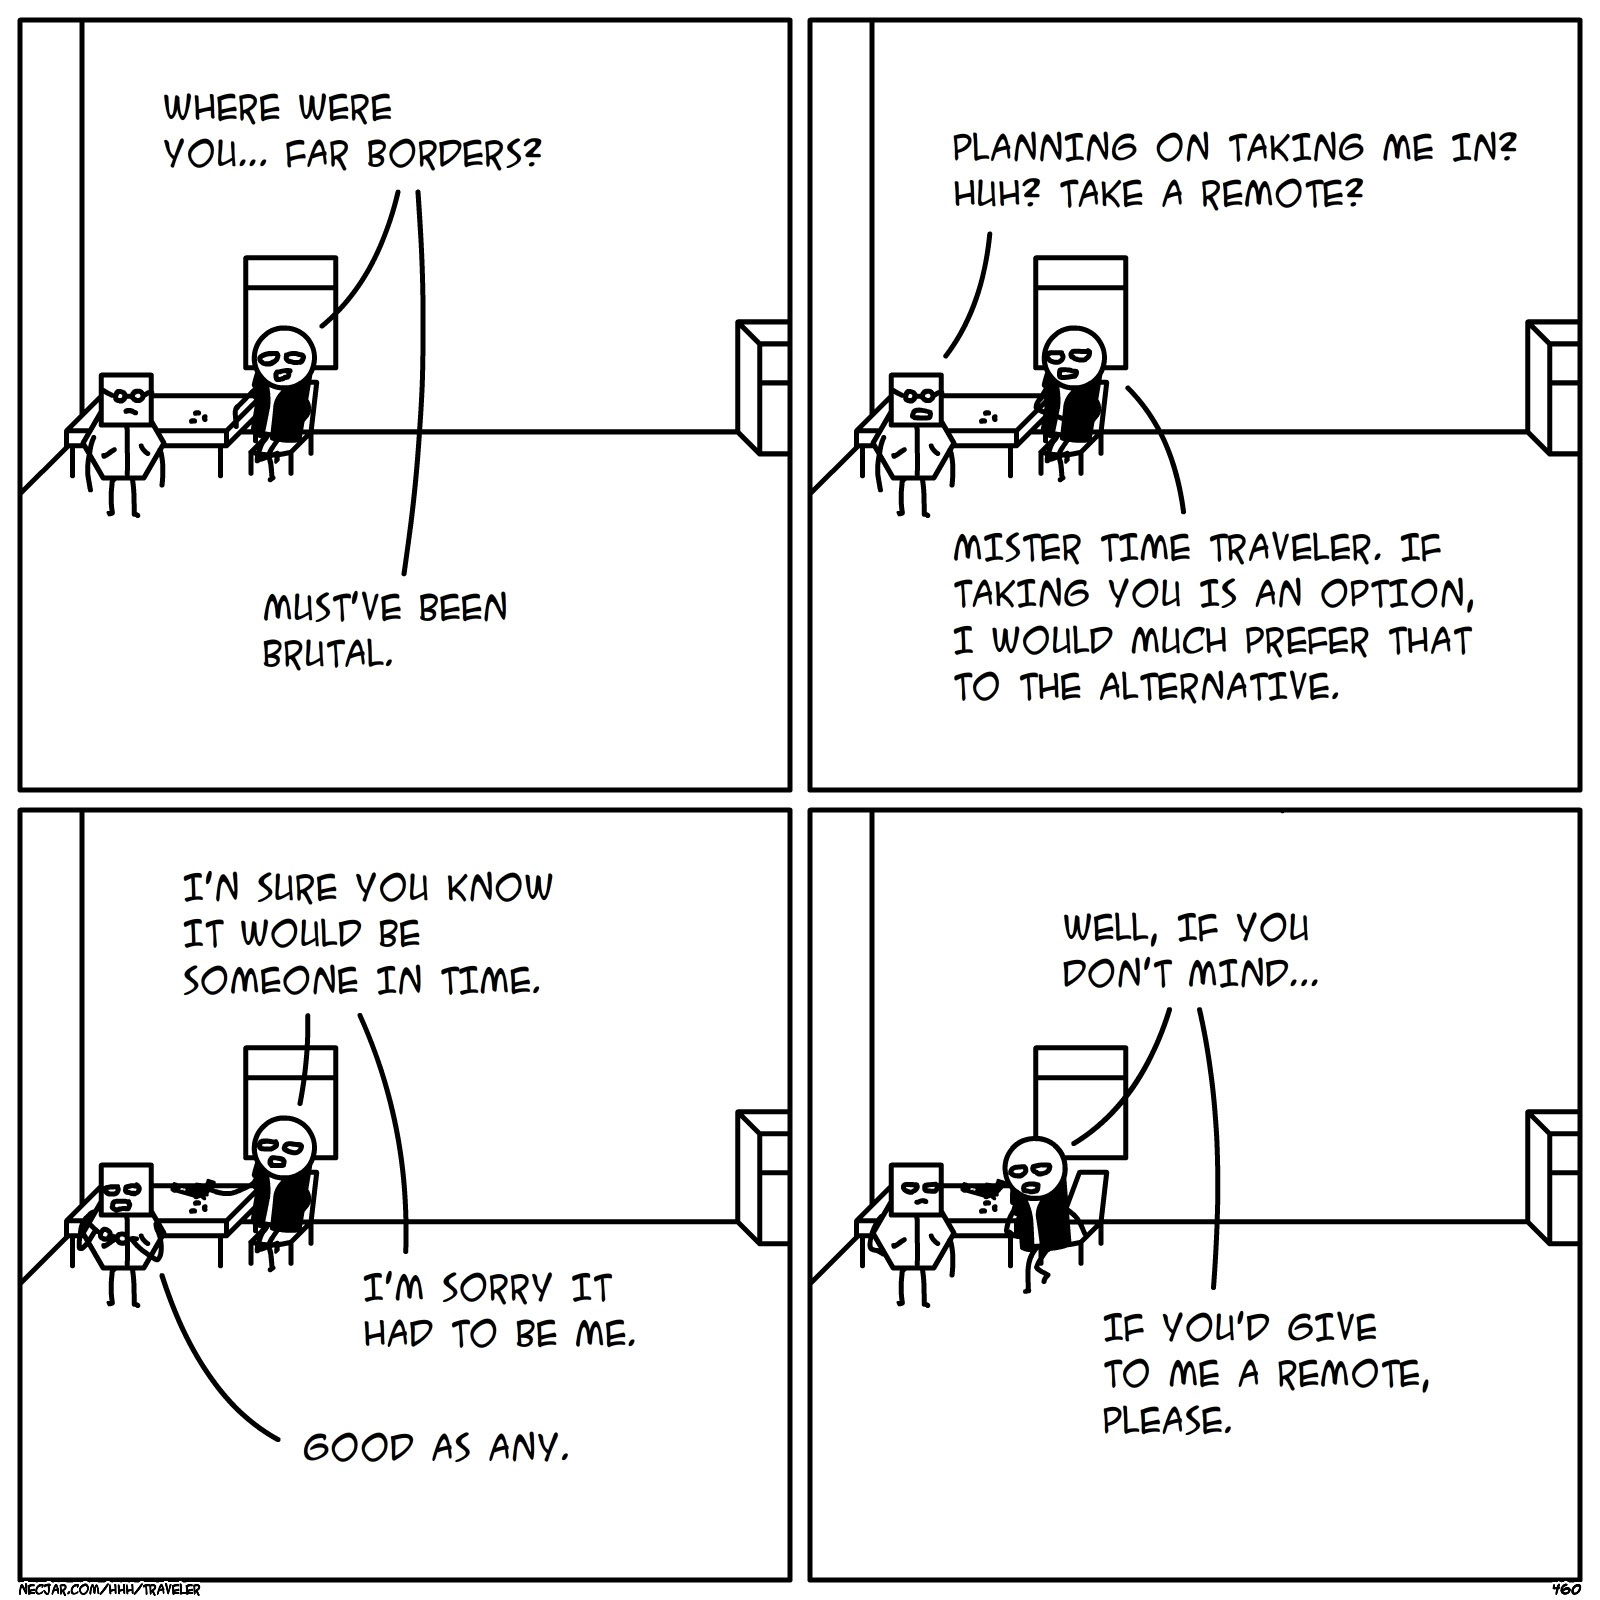 WHERE WERE
YOU... FAR BORDERS?
MUST'VE BEEN
BRUTAL.
PLANNING ON TAKING ME IN?
HUH? TAKE A REMOTE?
MISTER TIME TRAVELER. IF
TAKING YOU IS AN OPTION,
I WOULD MUCH PREFER THAT
TO THE ALTERNATIVE.
I'N SURE YOU KNOW
IT WOULD BE
SOMEONE IN TIME.
I'M SORRY IT
HAD TO BE ME.
GOOD AS ANY.
WELL, IF YOU
DON'T MIND...
IF YOU'D GIVE
TO ME A REMOTE,
PLEASE.
NECJAR.COM/HHH/TRAVELER
460